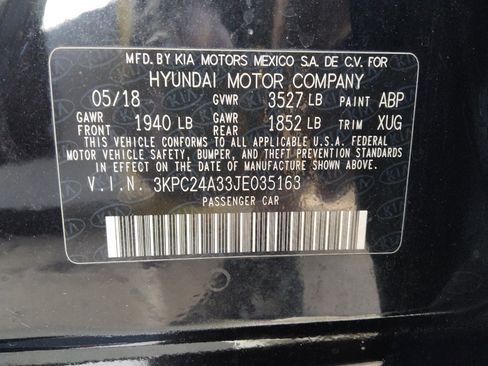 MFD. BY KIA MOTORS MEXICO S.A. DE C.V. FOR
HYUNDAI MOTOR COMPANY
05/18 GVWR 3527 LB PAINT ABP
GAWR FRONT 1940 LB GAWR REAR 1852 LB TRIM XUG
THIS VEHICLE CONFORMS TO ALL APPLICABLE U.S.A. FEDERAL
MOTOR VEHICLE SAFETY, BUMPER, AND THEFT PREVENTION STANDARDS
IN EFFECT ON THE DATE OF MANUFACTURE SHOWN ABOVE.
V.I.N. 3KPC24A33JE035163
PASSENGER CAR